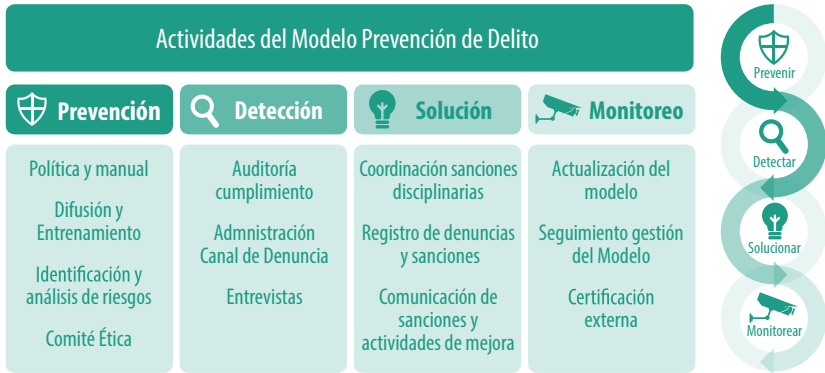 Actividades del Modelo Prevención de Delito
Prevención
Política y manual
Difusión y
Entrenamiento
Identificación y
análisis de riesgos
Comité Ética
Detección
Auditoría
cumplimiento
Admnistración
Canal de Denuncia
Entrevistas
Solución
Coordinación sanciones
disciplinarias
Registro de denuncias
y sanciones
Comunicación de
sanciones y
actividades de mejora
Monitoreo
Actualización del
modelo
Seguimiento gestión
del Modelo
Certificación
externa
Prevenir
Detectar
Solucionar
Monitorear